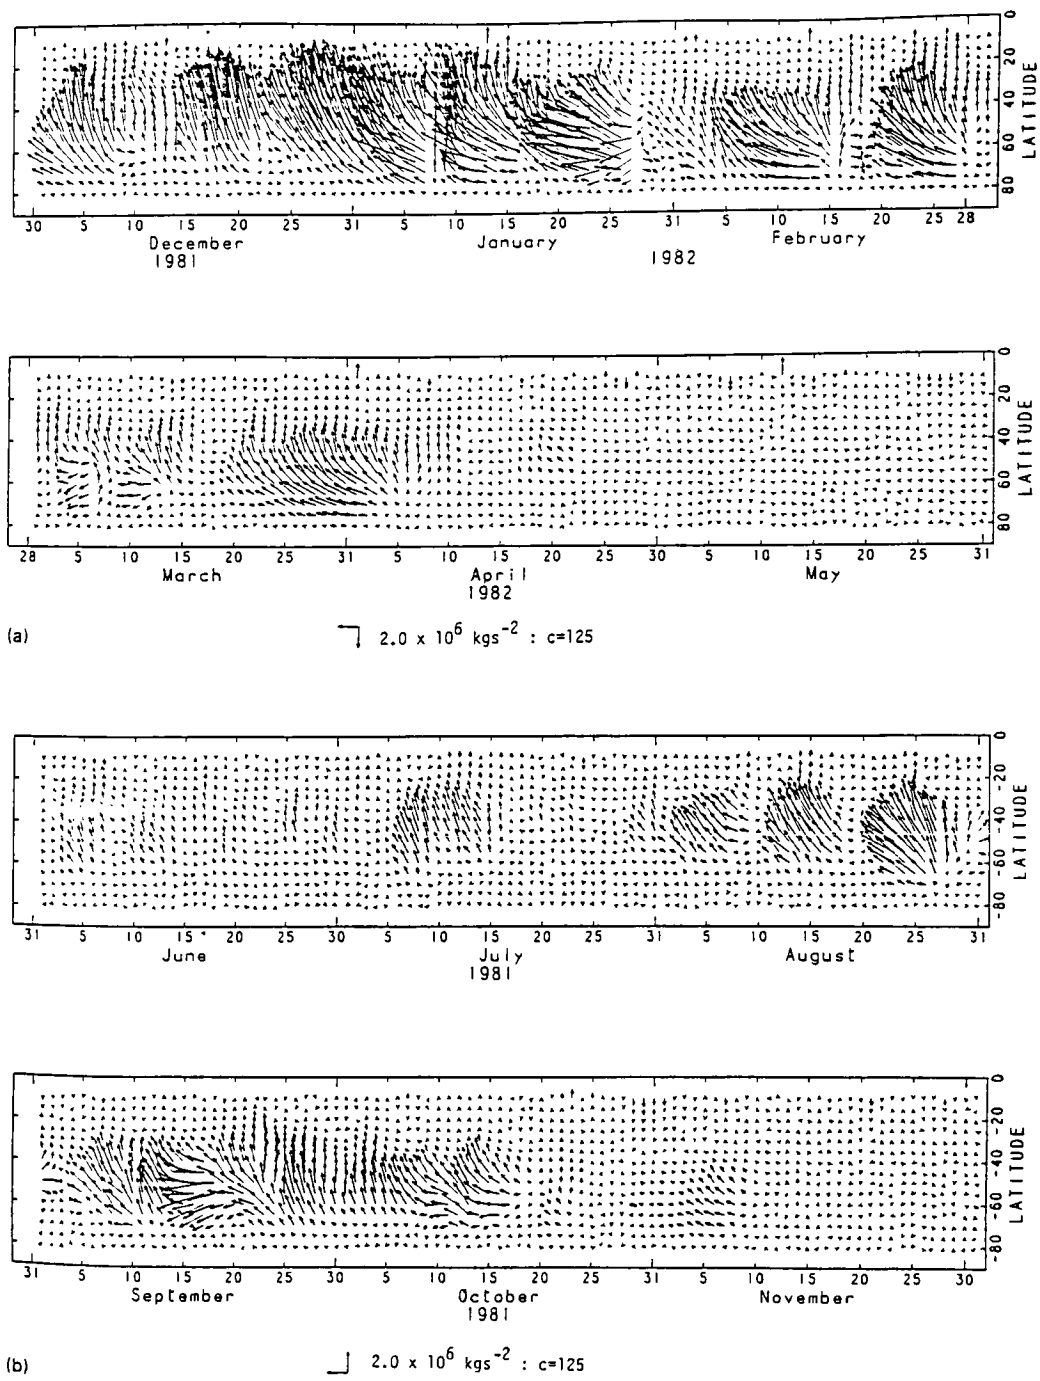 0
20
40
60
80
LATITUDE
30 5 10 15 20 25 31 5 10 15 20 25 31 5 10 15 20 25 28
December January February
1981 1982
0
20
40
60
80
LATITUDE
28 5 10 15 20 25 31 5 10 15 20 25 30 5 10 15 20 25 31
March April May
1982
(a) 2.0 x 10^6 kgs^-2 : c=125
0
-20
-40
-60
-80
LATITUDE
31 5 10 15 20 25 30 5 10 15 20 25 31 5 10 15 20 25 31
June July August
1981
0
-20
-40
-60
-80
LATITUDE
31 5 10 15 20 25 30 5 10 15 20 25 31 5 10 15 20 25 30
September October November
1981
(b) 2.0 x 10^6 kgs^-2 : c=125